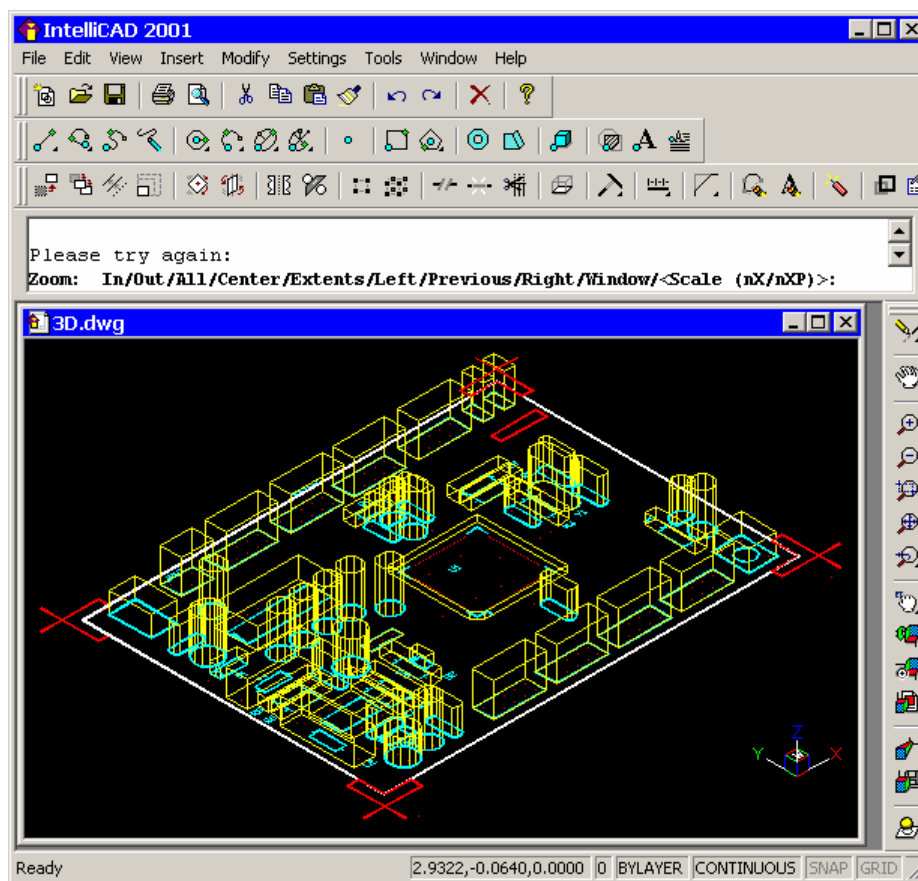 IntelliCAD 2001
File Edit View Insert Modify Settings Tools Window Help
Please try again:
Zoom: In/Out/All/Center/Extents/Left/Previous/Right/Window/<Scale (nX/nXP)>:
3D.dwg
Z
Y X
Ready 2.9322,-0.0640,0.0000 0 BYLAYER CONTINUOUS SNAP GRID